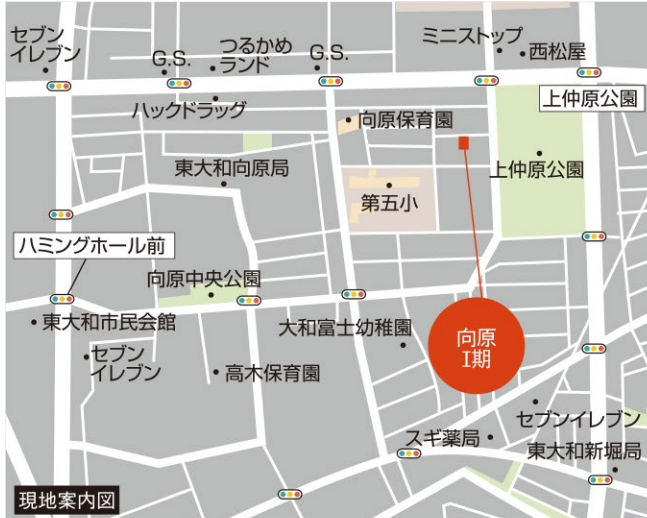 セブン
イレブン
G.S.
つるかめ
ランド
G.S.
ミニストップ
西松屋
ハックドラッグ
上仲原公園
向原保育園
東大和向原局
第五小
上仲原公園
ハミングホール前
向原中央公園
東大和市民会館
大和富士幼稚園
向原
I期
セブン
イレブン
高木保育園
セブンイレブン
スギ薬局
東大和新堀局
現地案内図